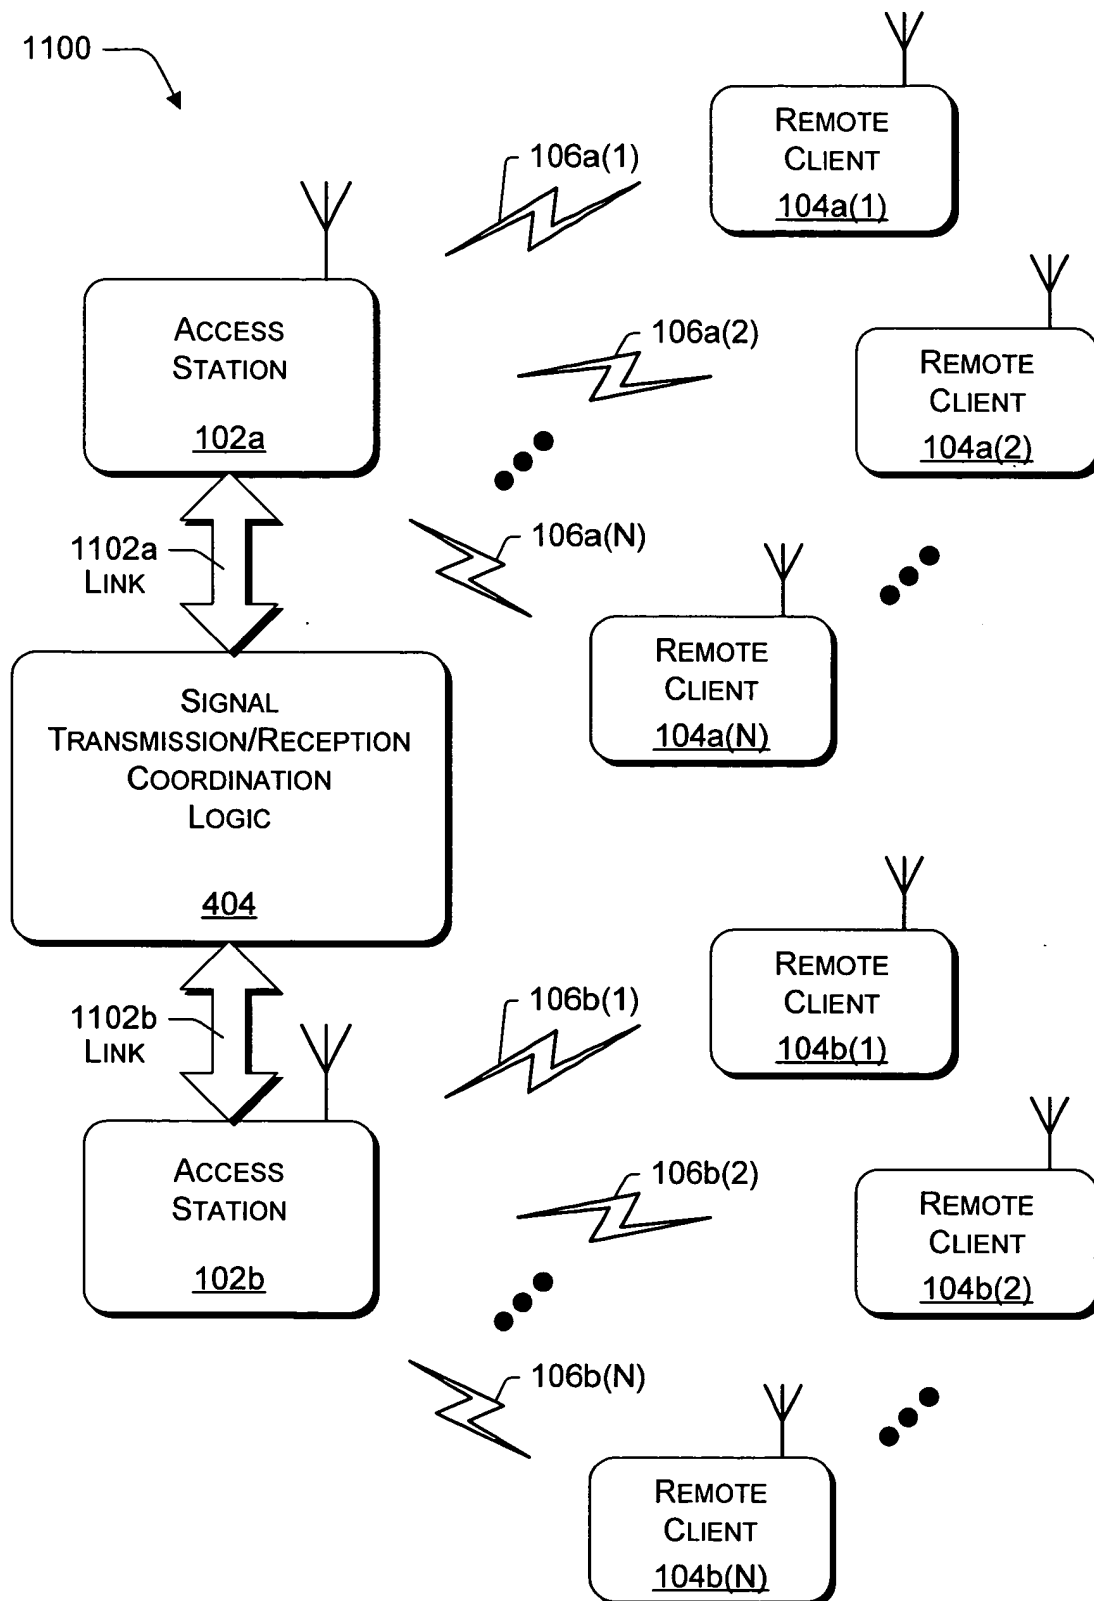 1100
REMOTE
CLIENT
104a(1)
106a(1)
ACCESS
STATION
102a
106a(2)
REMOTE
CLIENT
104a(2)
1102a
LINK
106a(N)
REMOTE
CLIENT
104a(N)
SIGNAL
TRANSMISSION/RECEPTION
COORDINATION
LOGIC
404
REMOTE
CLIENT
104b(1)
1102b
LINK
106b(1)
ACCESS
STATION
102b
106b(2)
REMOTE
CLIENT
104b(2)
106b(N)
REMOTE
CLIENT
104b(N)